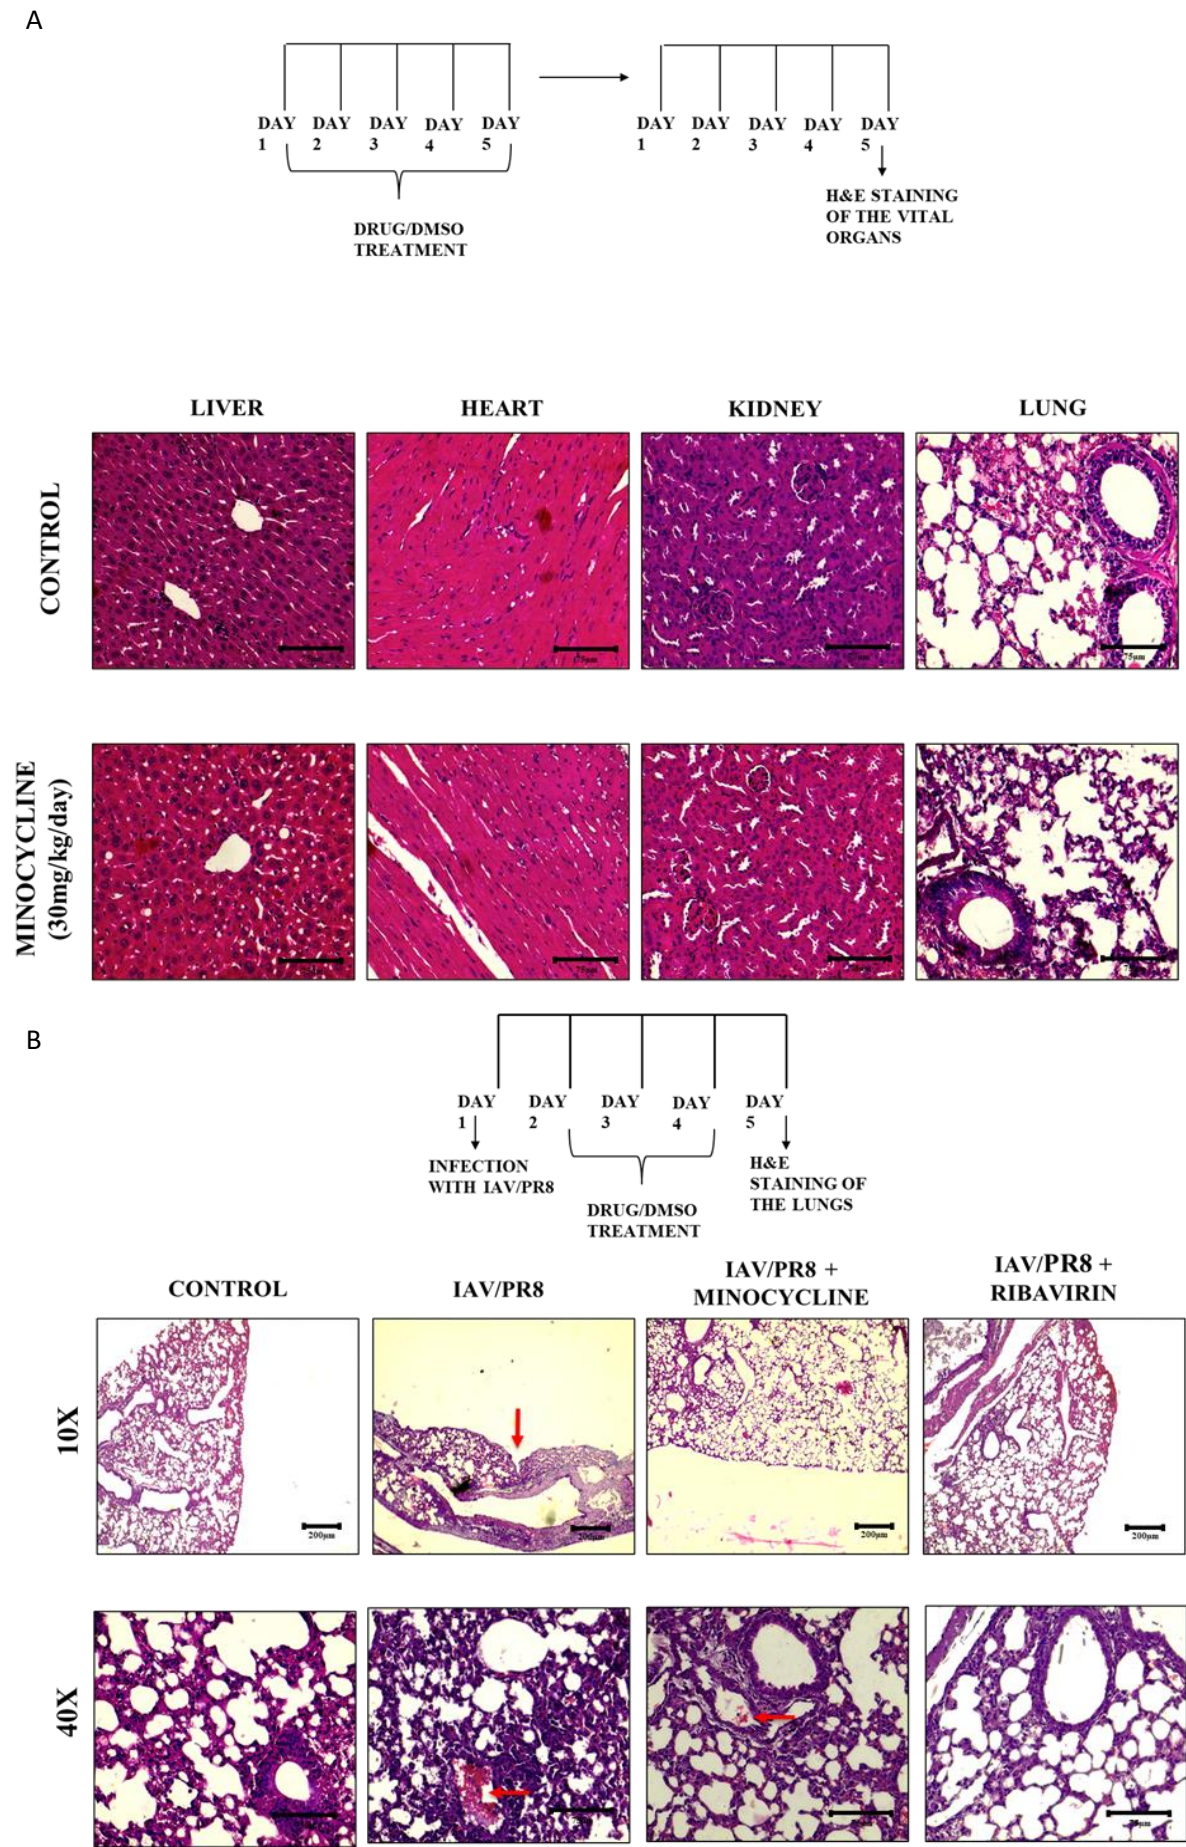 A
DAY 1 DAY 2 DAY 3 DAY 4 DAY 5
DAY 1 DAY 2 DAY 3 DAY 4 DAY 5
DRUG/DMSO
TREATMENT
H&E STAINING
OF THE VITAL
ORGANS
LIVER HEART KIDNEY LUNG
CONTROL
75µm 75µm
MINOCYCLINE
(30mg/kg/day)
75µm
B
DAY 1 DAY 2 DAY 3 DAY 4 DAY 5
INFECTION
WITH IAV/PR8
DRUG/DMSO
TREATMENT
H&E
STAINING OF
THE LUNGS
CONTROL
IAV/PR8
IAV/PR8 +
MINOCYCLINE
IAV/PR8 +
RIBAVIRIN
10X
200µm 200µm 200µm 200µm
40X